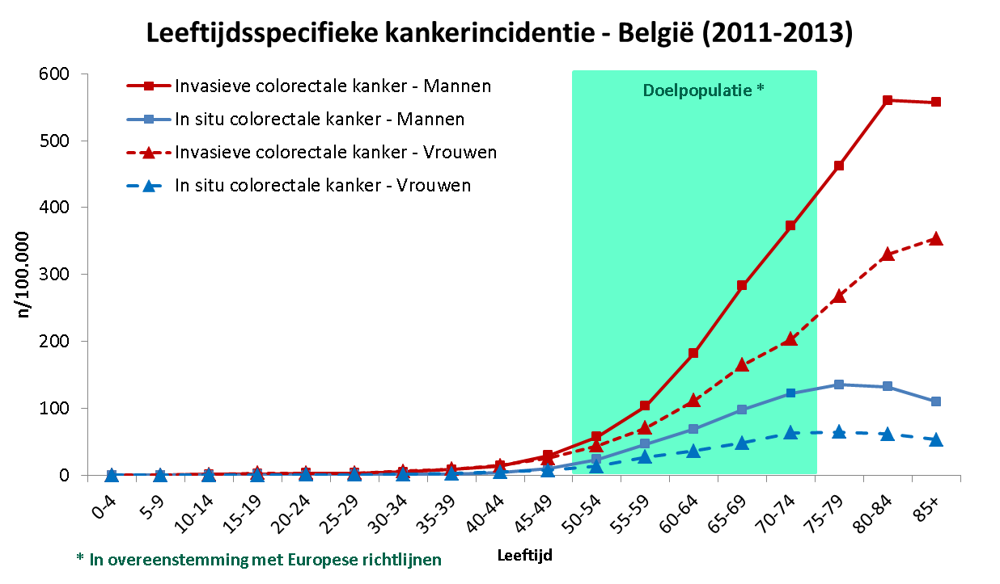 Leeftijdsspecifieke kankerincidentie - België (2011-2013)
Invasieve colorectale kanker - Mannen
In situ colorectale kanker - Mannen
Invasieve colorectale kanker - Vrouwen
In situ colorectale kanker - Vrouwen
Doelpopulatie *
n/100.000
600
500
400
300
200
100
0
0-4
5-9
10-14
15-19
20-24
25-29
30-34
35-39
40-44
45-49
50-54
55-59
60-64
65-69
70-74
75-79
80-84
85+
Leeftijd
* In overeenstemming met Europese richtlijnen